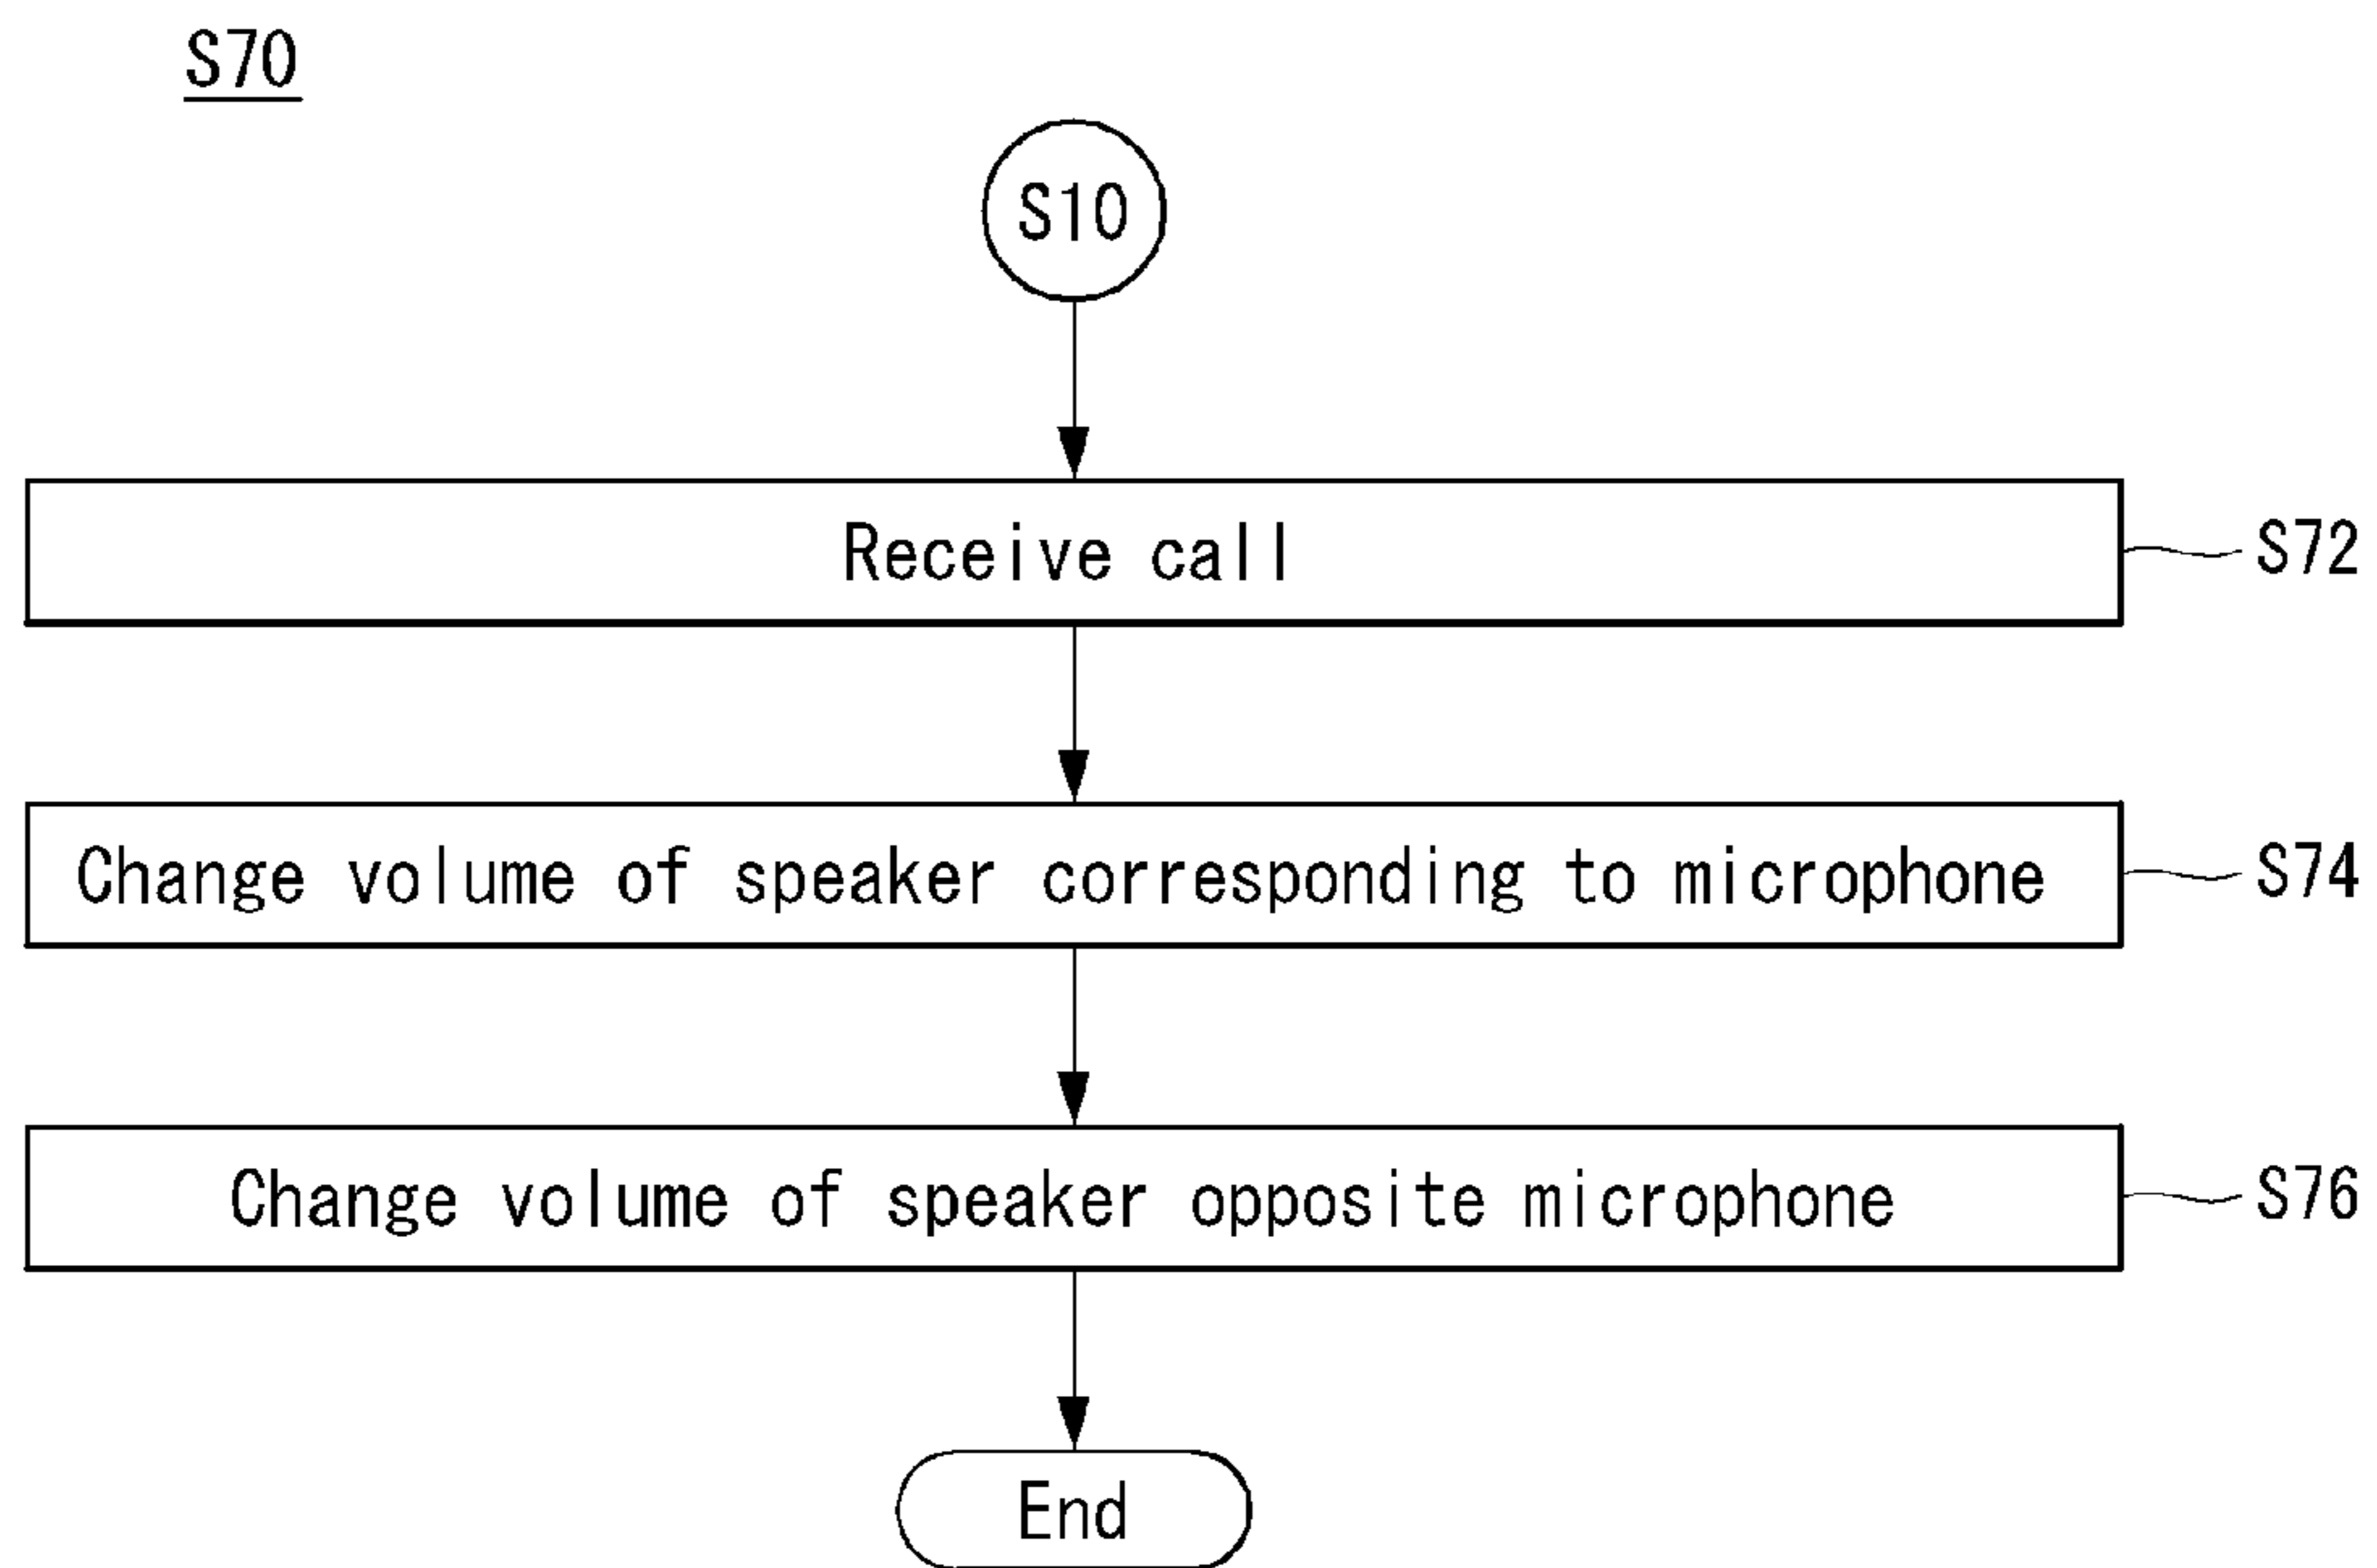 S70
S10
Receive call
S72
Change volume of speaker corresponding to microphone
S74
Change volume of speaker opposite microphone
S76
End